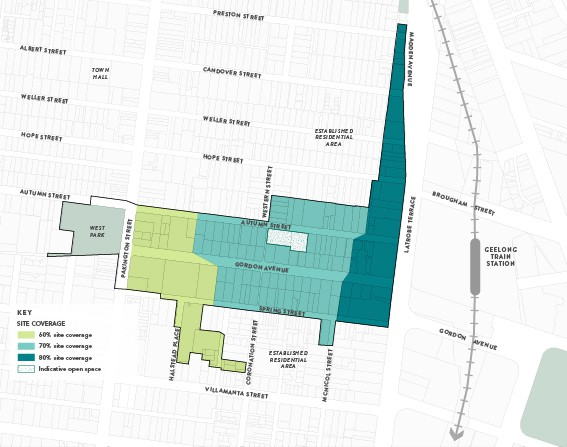 PRESTON STREET
MADDEN AVENUE
ALBERT STREET
TOWN
HALL
CANDOVER STREET
WELLER STREET
WELLER STREET
ESTABLISHED
RESIDENTIAL
AREA
HOPE STREET
HOPE STREET
WESTERN STREET
AUTUMN STREET
BROUGHAM STREET
LATROBE TERRACE
AUTUMN STREET
WEST
PARK
PAKINGTON STREET
GEELONG
TRAIN
STATION
GORDON AVENUE
SPRING STREET
KEY
SITE COVERAGE
60% site coverage
70% site coverage
80% site coverage
Indicative open space
GORDON AVENUE
HALSTEAD PLACE
CORONATION STREET
ESTABLISHED
RESIDENTIAL
AREA
MCNICOL STREET
VILLAMANTA STREET